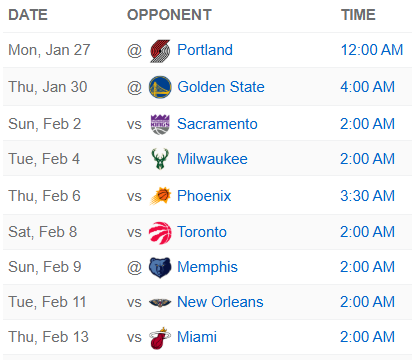 DATE OPPONENT TIME
Mon, Jan 27 @ Portland 12:00 AM
Thu, Jan 30 @ Golden State 4:00 AM
Sun, Feb 2 vs Sacramento 2:00 AM
Tue, Feb 4 vs Milwaukee 2:00 AM
Thu, Feb 6 vs Phoenix 3:30 AM
Sat, Feb 8 vs Toronto 2:00 AM
Sun, Feb 9 @ Memphis 2:00 AM
Tue, Feb 11 vs New Orleans 2:00 AM
Thu, Feb 13 vs Miami 2:00 AM